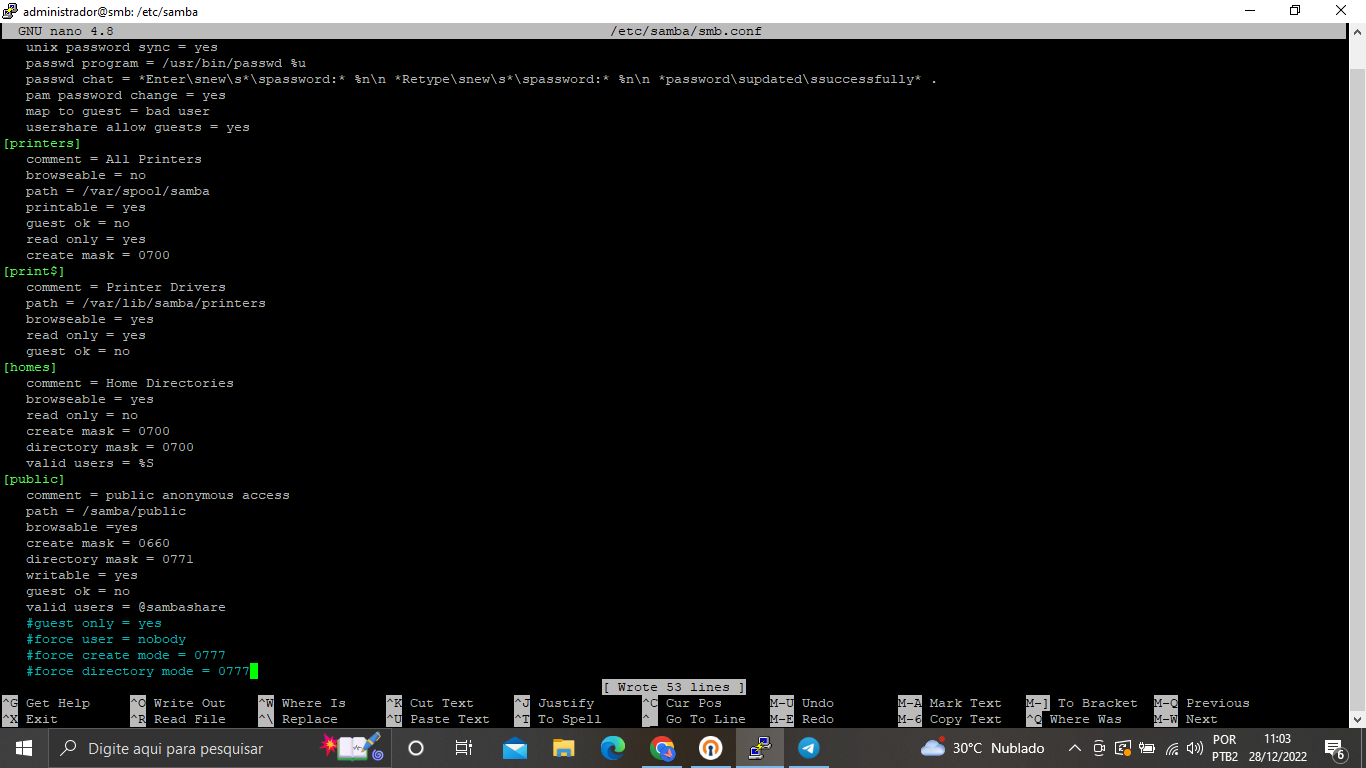 administrador@smb: /etc/samba
GNU nano 4.8 /etc/samba/smb.conf
unix password sync = yes
passwd program = /usr/bin/passwd %u
passwd chat = *Enter\snew\s*\spassword:* %n\n *Retype\snew\s*\spassword:* %n\n *password\supdated\ssuccessfully* .
pam password change = yes
map to guest = bad user
usershare allow guests = yes
[printers]
comment = All Printers
browseable = no
path = /var/spool/samba
printable = yes
guest ok = no
read only = yes
create mask = 0700
[print$]
comment = Printer Drivers
path = /var/lib/samba/printers
browseable = yes
read only = yes
guest ok = no
[homes]
comment = Home Directories
browseable = yes
read only = no
create mask = 0700
directory mask = 0700
valid users = %S
[public]
comment = public anonymous access
path = /samba/public
browsable =yes
create mask = 0660
directory mask = 0771
writable = yes
guest ok = no
valid users = @sambashare
#guest only = yes
#force user = nobody
#force create mode = 0777
#force directory mode = 0777
[ Wrote 53 lines ]
^G Get Help ^O Write Out ^W Where Is ^K Cut Text ^J Justify ^C Cur Pos M-U Undo M-A Mark Text M-] To Bracket M-Q Previous
^X Exit ^R Read File ^\ Replace ^U Paste Text ^T To Spell ^_ Go To Line M-E Redo M-6 Copy Text ^Q Where Was M-W Next
Digite aqui para pesquisar 30°C Nublado POR PTB2 11:03 28/12/2022 6